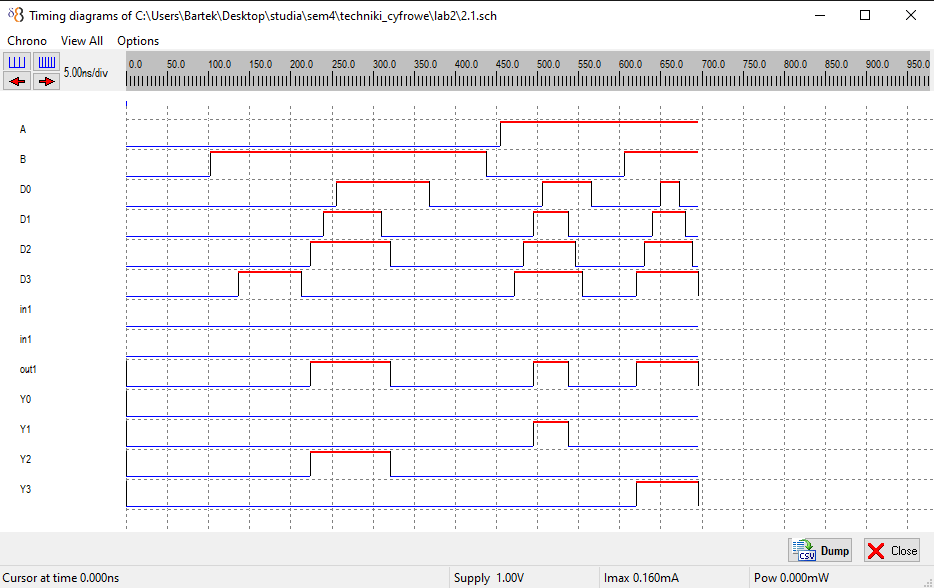 Timing diagrams of C:\Users\Bartek\Desktop\studia\sem4\techniki_cyfrowe\lab2\2.1.sch
Chrono View All Options
5.00ns/div
0.0 50.0 100.0 150.0 200.0 250.0 300.0 350.0 400.0 450.0 500.0 550.0 600.0 650.0 700.0 750.0 800.0 850.0 900.0 950.0
A
B
D0
D1
D2
D3
in1
in1
out1
Y0
Y1
Y2
Y3
CSV Dump Close
Cursor at time 0.000ns Supply 1.00V Imax 0.160mA Pow 0.000mW